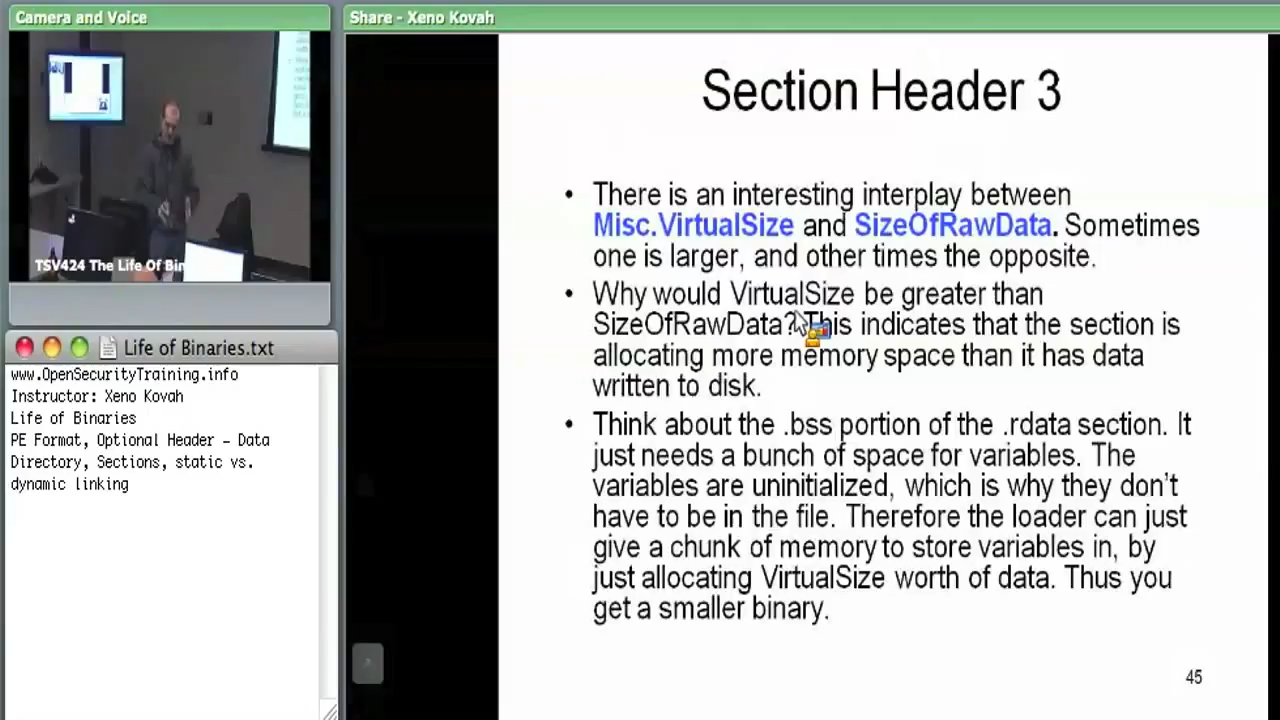 Camera and Voice
TSV424 The Life Of Bin
Life of Binaries.txt
www.OpenSecurityTraining.info
Instructor: Xeno Kovah
Life of Binaries
PE Format, Optional Header - Data
Directory, Sections, static vs.
dynamic linking
Share - Xeno Kovah
Section Header 3
• There is an interesting interplay between
Misc.VirtualSize and SizeOfRawData. Sometimes
one is larger, and other times the opposite.
• Why would VirtualSize be greater than
SizeOfRawData? This indicates that the section is
allocating more memory space than it has data
written to disk.
• Think about the .bss portion of the .rdata section. It
just needs a bunch of space for variables. The
variables are uninitialized, which is why they don't
have to be in the file. Therefore the loader can just
give a chunk of memory to store variables in, by
just allocating VirtualSize worth of data. Thus you
get a smaller binary.
45